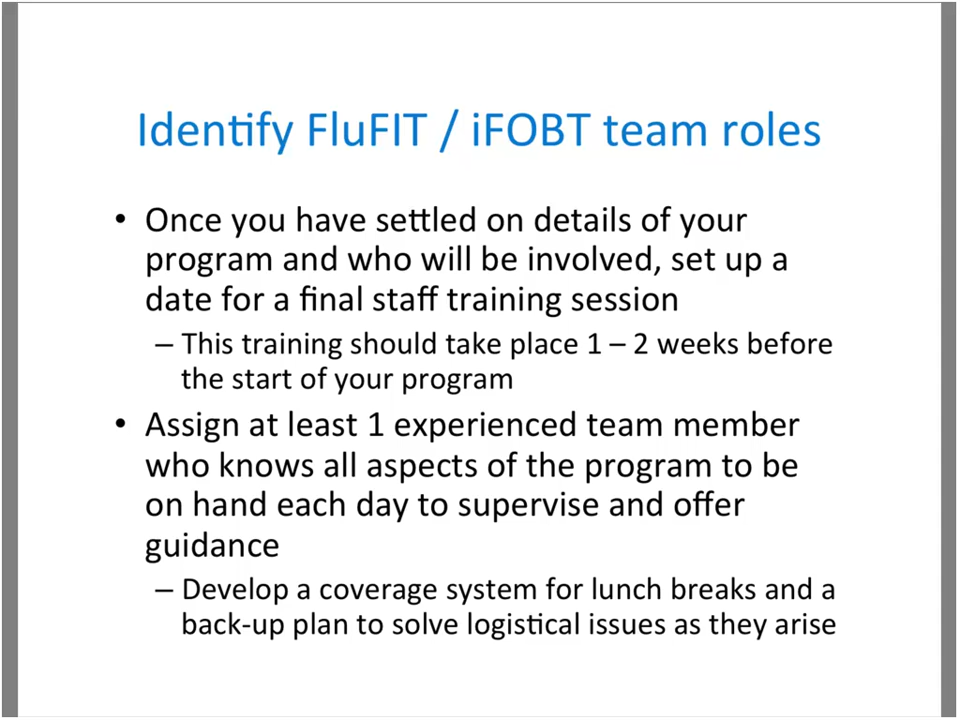 Identify FluFIT / iFOBT team roles
• Once you have settled on details of your
program and who will be involved, set up a
date for a final staff training session
– This training should take place 1 – 2 weeks before
the start of your program
• Assign at least 1 experienced team member
who knows all aspects of the program to be
on hand each day to supervise and offer
guidance
– Develop a coverage system for lunch breaks and a
back-up plan to solve logistical issues as they arise